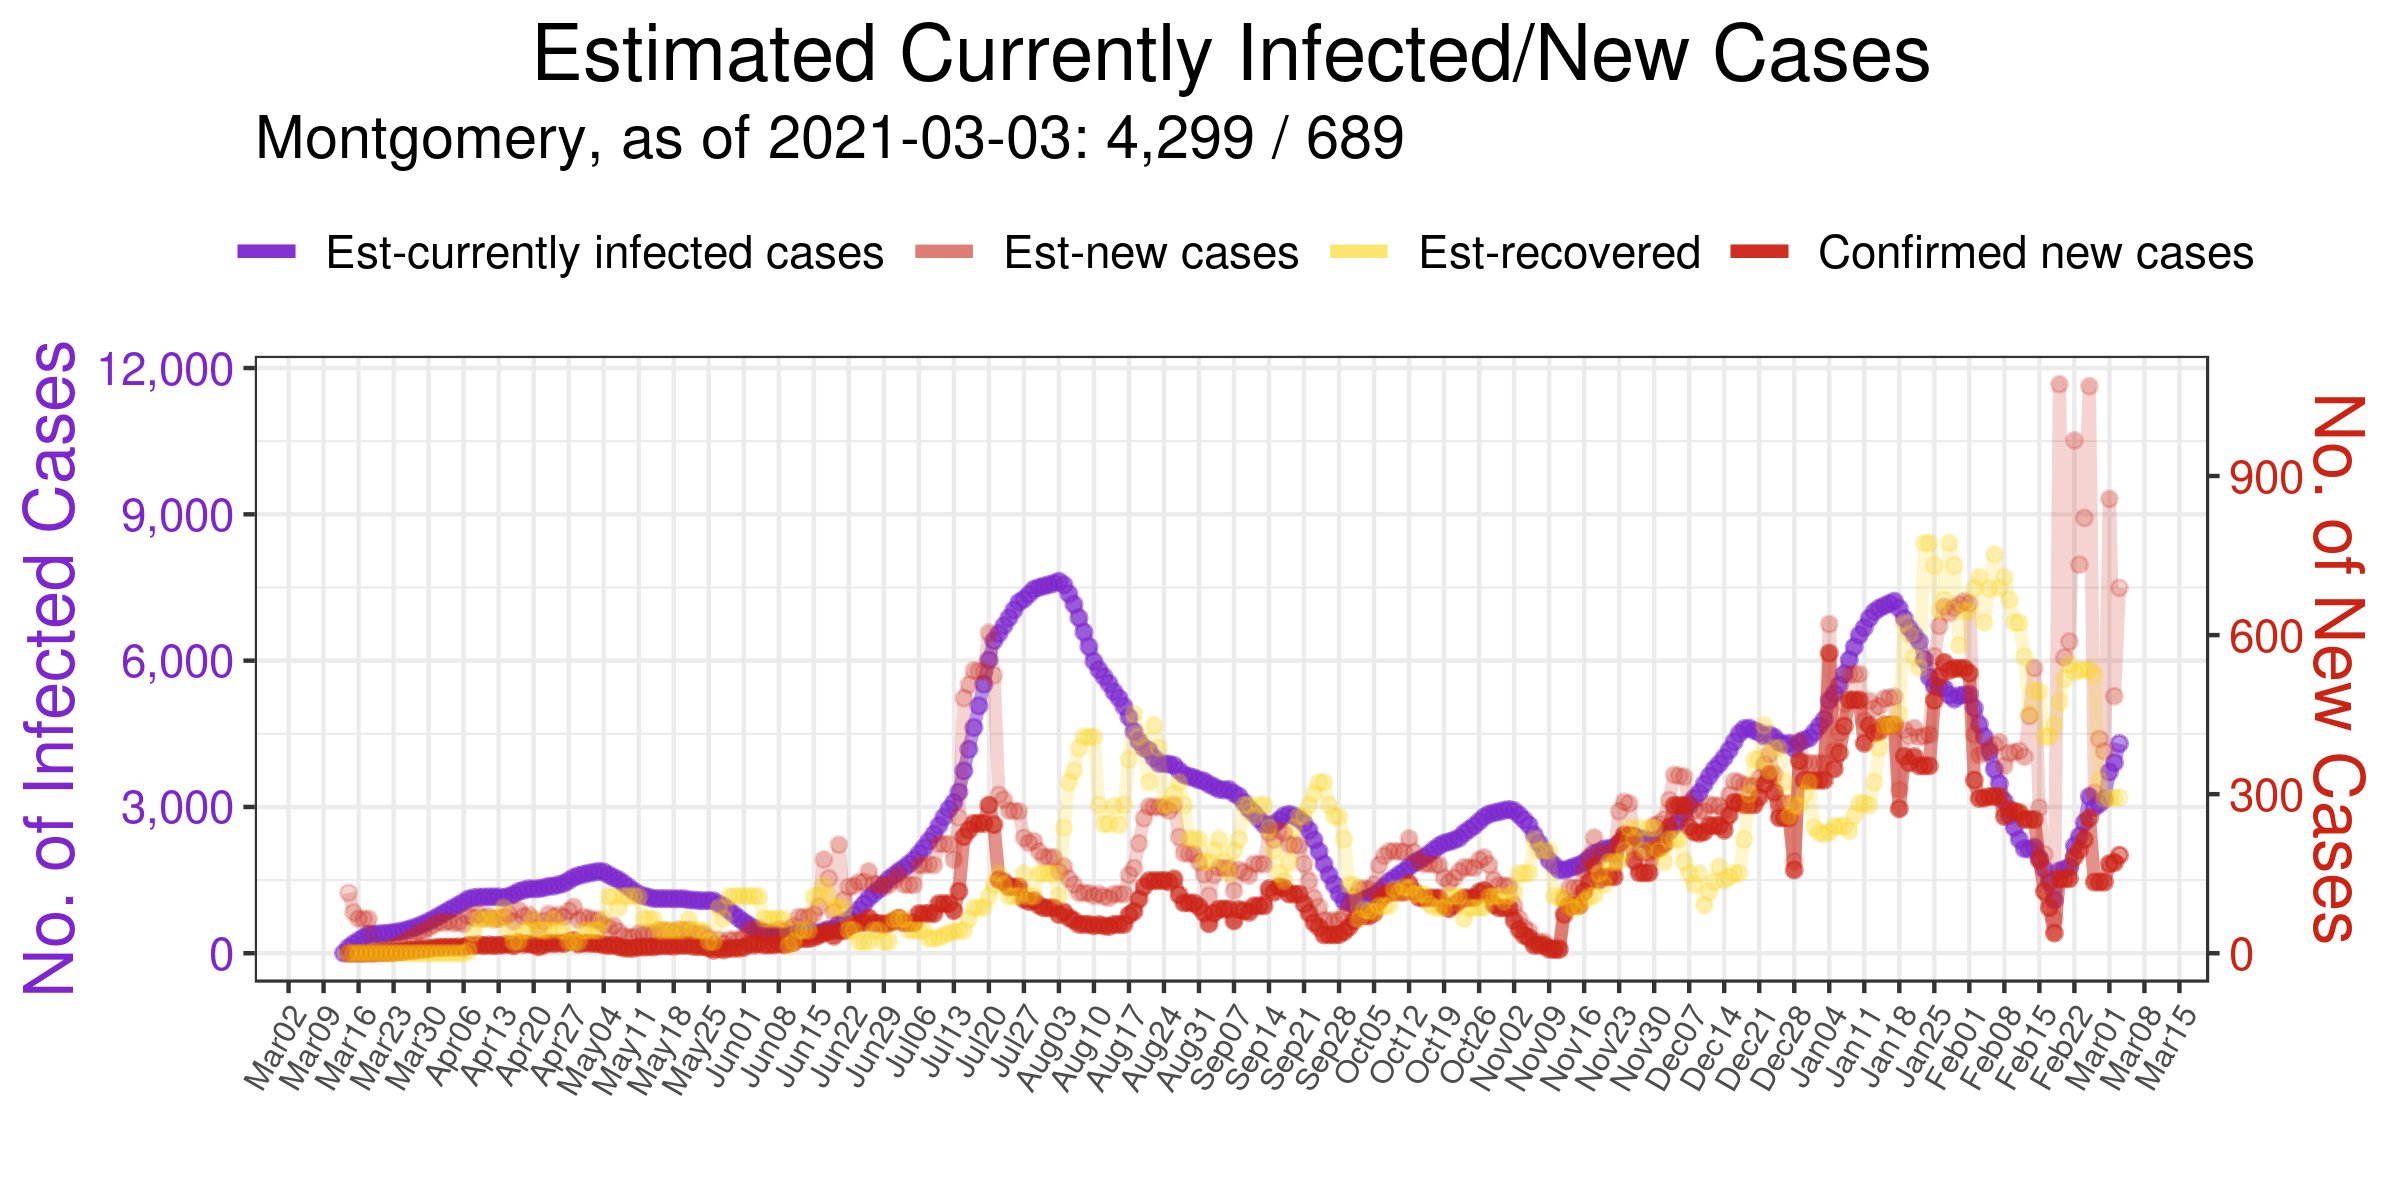 Estimated Currently Infected/New Cases
Montgomery, as of 2021-03-03: 4,299 / 689
Est-currently infected cases Est-new cases Est-recovered Confirmed new cases
No. of Infected Cases
12,000
9,000
6,000
3,000
0
900
600
300
0
No. of New Cases
Mar02 Mar09 Mar16 Mar23 Mar30 Apr06 Apr13 Apr20 Apr27 May04 May11 May18 May25 Jun01 Jun08 Jun15 Jun22 Jun29 Jul06 Jul13 Jul20 Jul27 Aug03 Aug10 Aug17 Aug24 Aug31 Sep07 Sep14 Sep21 Sep28 Oct05 Oct12 Oct19 Oct26 Nov02 Nov09 Nov16 Nov23 Nov30 Dec07 Dec14 Dec21 Dec28 Jan04 Jan11 Jan18 Jan25 Feb01 Feb08 Feb15 Feb22 Mar01 Mar08 Mar15